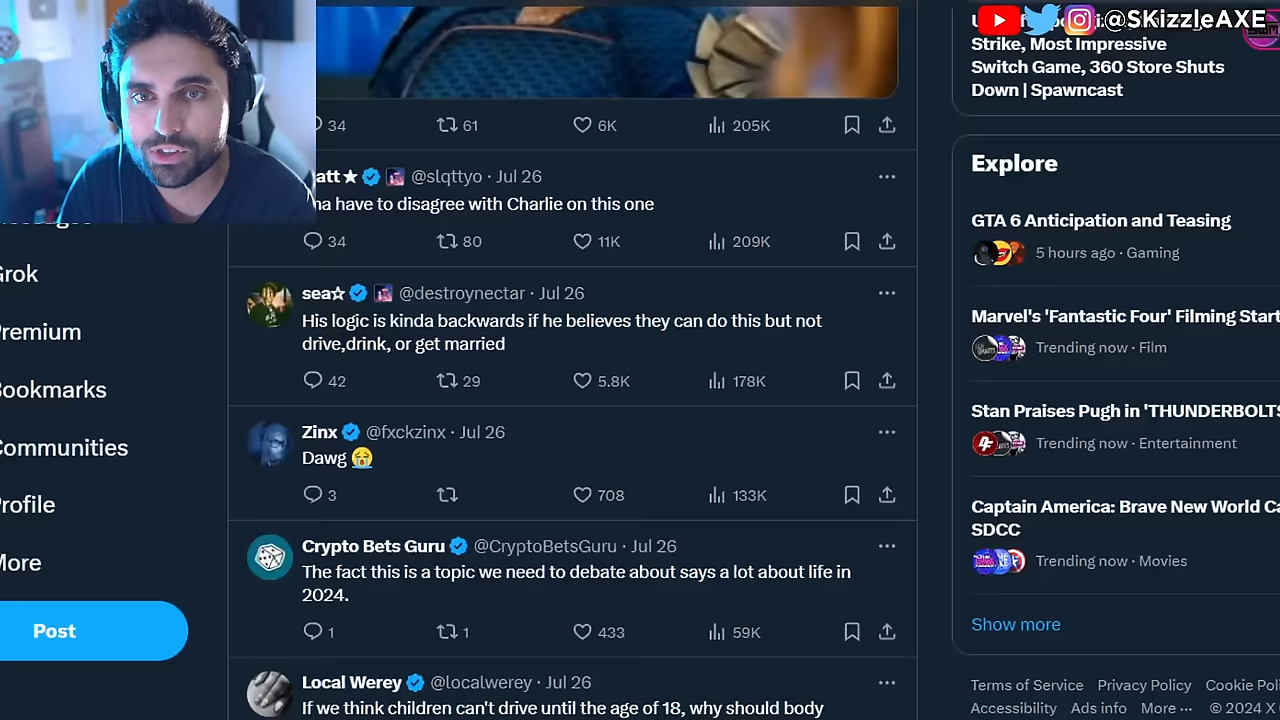 @SKizzleAXE
Strike, Most Impressive
Switch Game, 360 Store Shuts
Down | Spawncast
34 61 6K 205K
att★ @slqttyo · Jul 26
na have to disagree with Charlie on this one
34 80 11K 209K
sea☆ @destroynectar · Jul 26
His logic is kinda backwards if he believes they can do this but not
drive,drink, or get married
42 29 5.8K 178K
Zinx @fxckzinx · Jul 26
Dawg 😭
3 708 133K
Crypto Bets Guru @CryptoBetsGuru · Jul 26
The fact this is a topic we need to debate about says a lot about life in
2024.
1 1 433 59K
Local Werey @localwerey · Jul 26
If we think children can't drive until the age of 18, why should body
rok
Premium
Bookmarks
Communities
Profile
More
Post
Explore
GTA 6 Anticipation and Teasing
5 hours ago · Gaming
Marvel's 'Fantastic Four' Filming Start
Trending now · Film
Stan Praises Pugh in 'THUNDERBOLTS
Trending now · Entertainment
Captain America: Brave New World Ca
SDCC
Trending now · Movies
Show more
Terms of Service Privacy Policy Cookie Poli
Accessibility Ads info More ··· © 2024 X